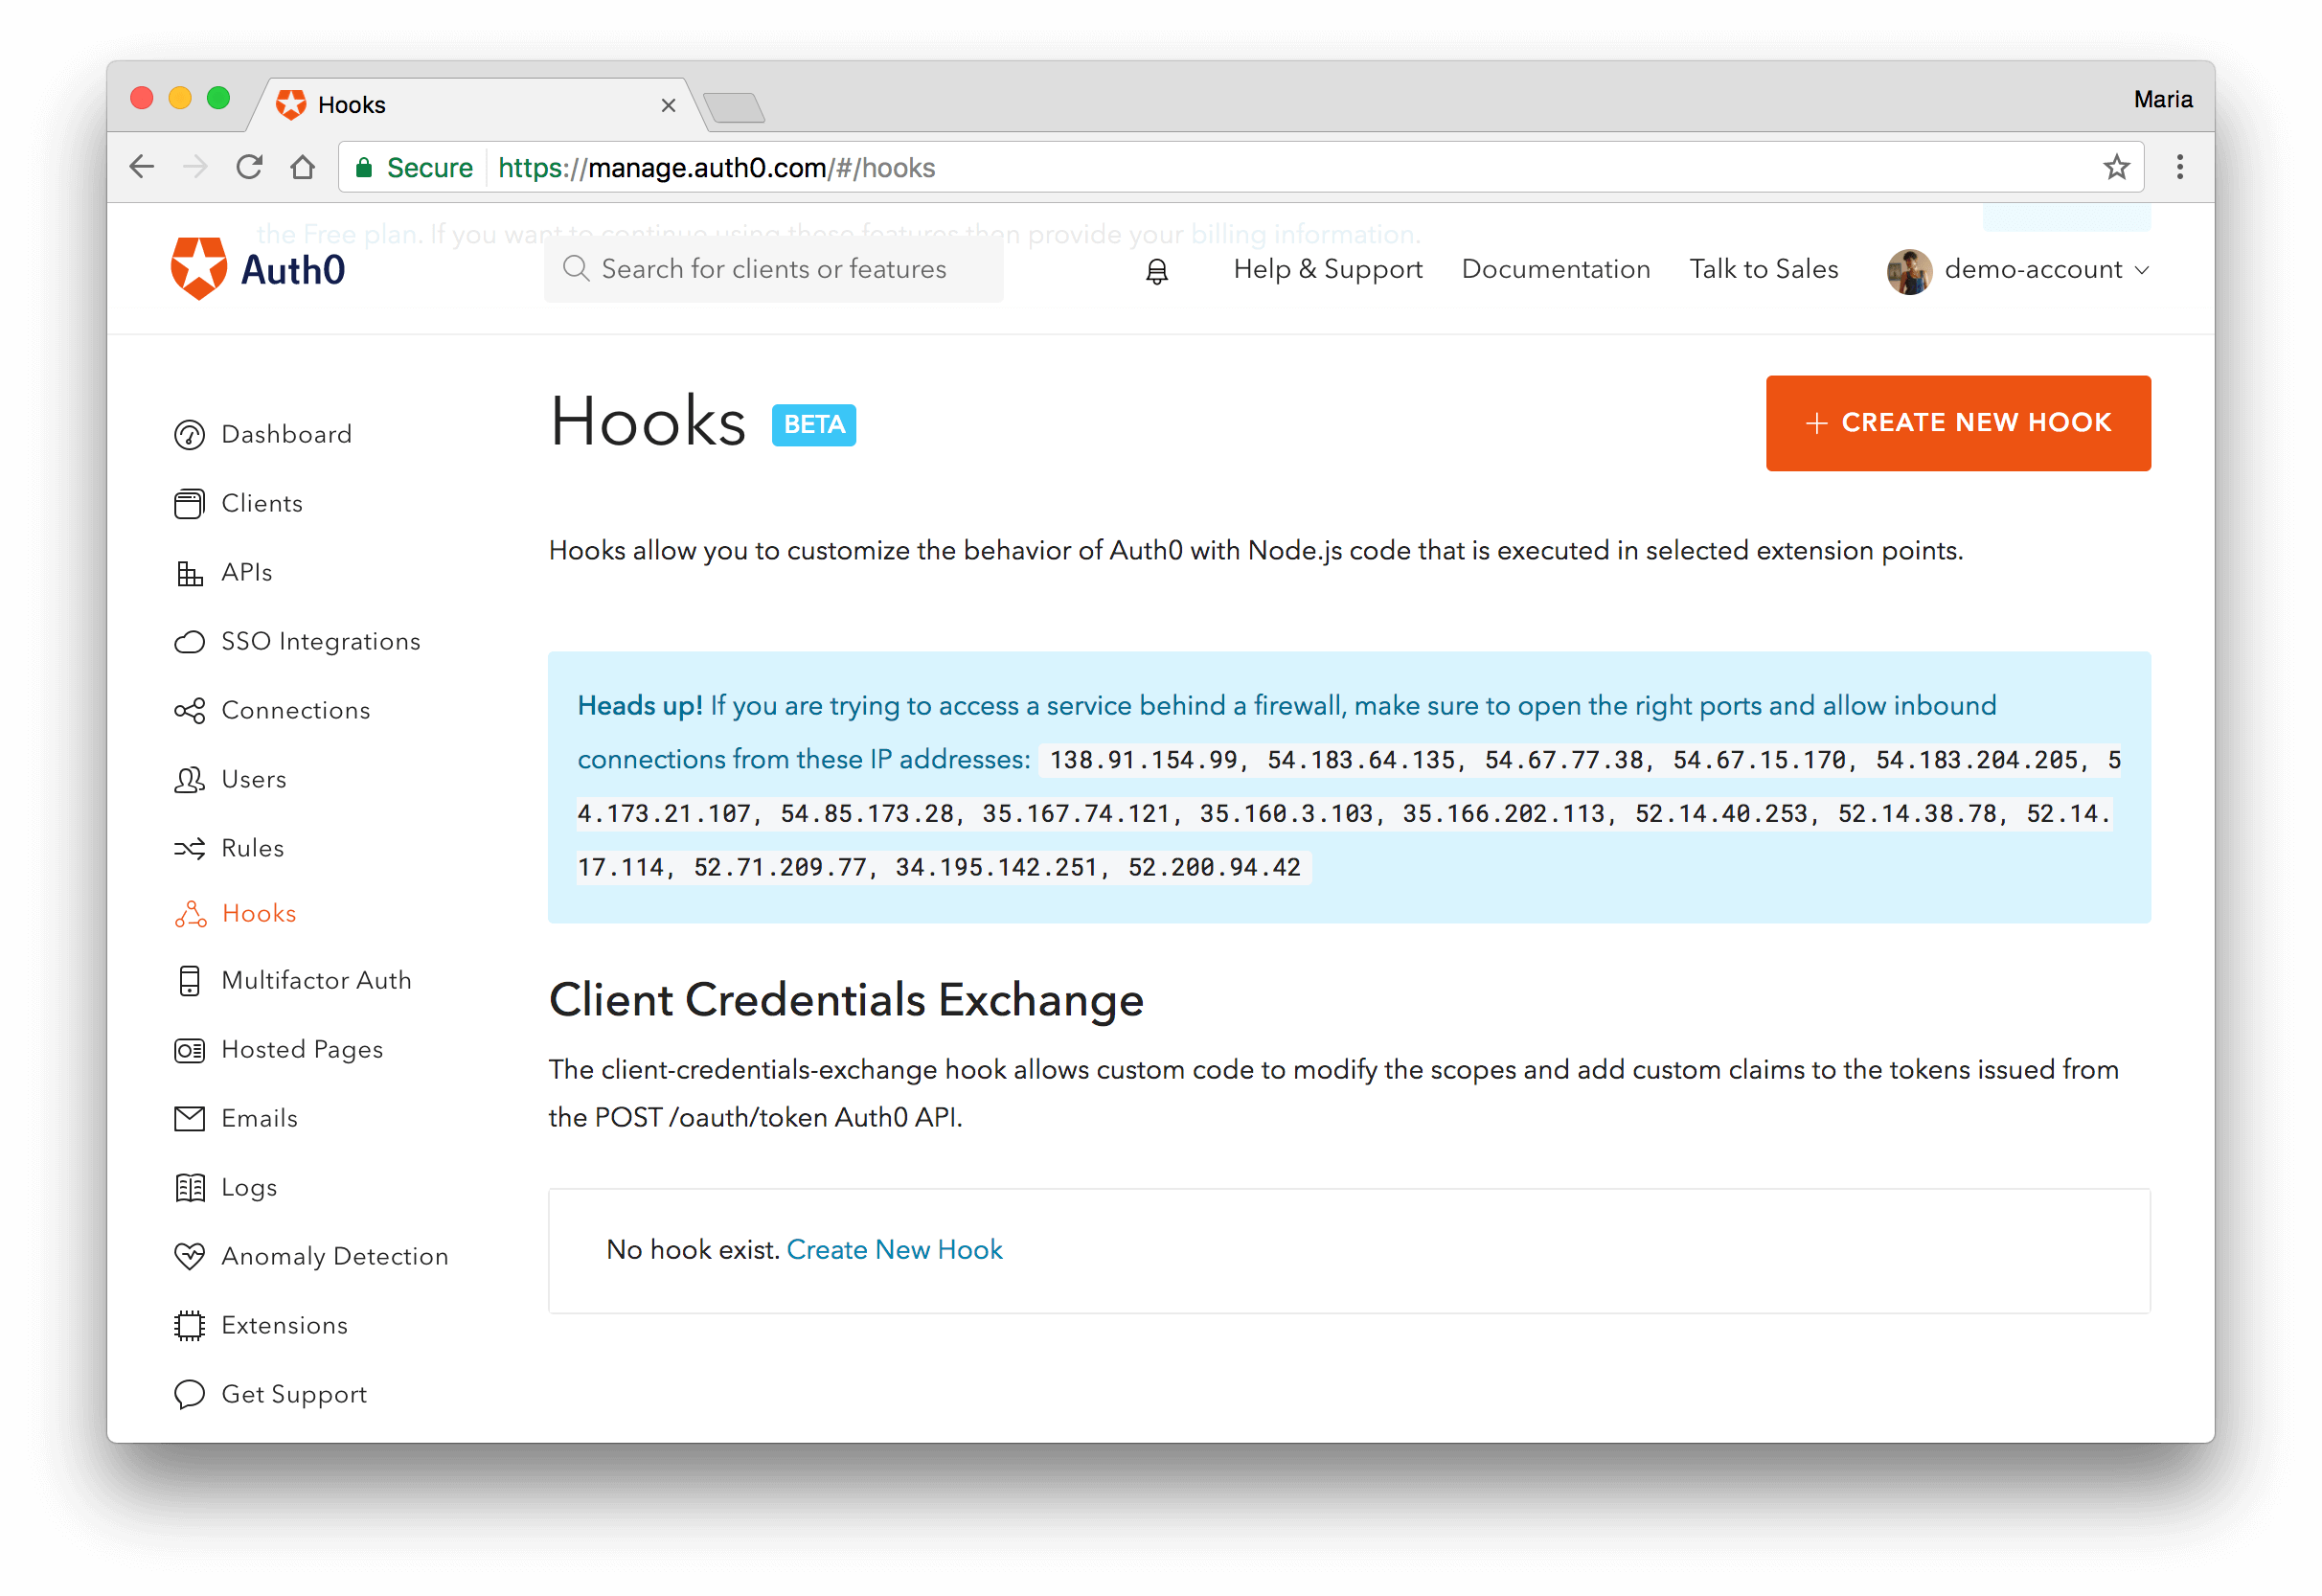 Hooks
Maria
Secure https://manage.auth0.com/#/hooks
the Free plan. If you want to continue using these features then provide your billing information.
Auth0
Search for clients or features
Help & Support
Documentation
Talk to Sales
demo-account
Dashboard
Clients
APIs
SSO Integrations
Connections
Users
Rules
Hooks
Multifactor Auth
Hosted Pages
Emails
Logs
Anomaly Detection
Extensions
Get Support
Hooks BETA
+ CREATE NEW HOOK
Hooks allow you to customize the behavior of Auth0 with Node.js code that is executed in selected extension points.
Heads up! If you are trying to access a service behind a firewall, make sure to open the right ports and allow inbound
connections from these IP addresses: 138.91.154.99, 54.183.64.135, 54.67.77.38, 54.67.15.170, 54.183.204.205, 5
4.173.21.107, 54.85.173.28, 35.167.74.121, 35.160.3.103, 35.166.202.113, 52.14.40.253, 52.14.38.78, 52.14.
17.114, 52.71.209.77, 34.195.142.251, 52.200.94.42
Client Credentials Exchange
The client-credentials-exchange hook allows custom code to modify the scopes and add custom claims to the tokens issued from
the POST /oauth/token Auth0 API.
No hook exist. Create New Hook